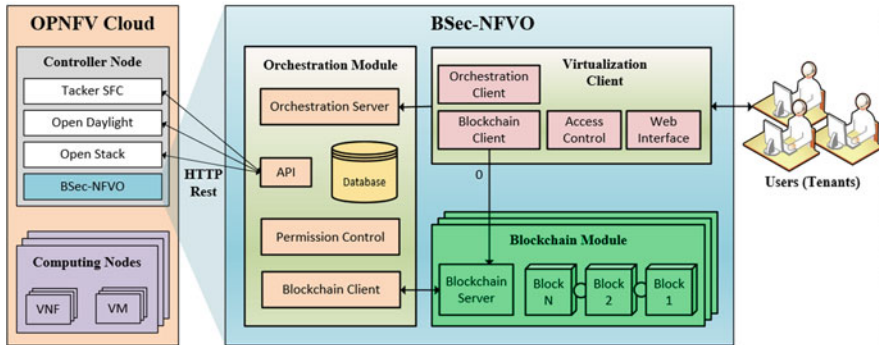 OPNFV Cloud
Controller Node
Tacker SFC
Open Daylight
Open Stack
BSec-NFVO
Computing Nodes
VNF
VM
HTTP
Rest
BSec-NFVO
Orchestration Module
Orchestration Server
API
Database
Permission Control
Blockchain Client
Virtualization
Client
Orchestration
Client
Blockchain
Client
Access
Control
Web
Interface
0
Blockchain Module
Blockchain
Server
Block
N
Block
2
Block
1
Users (Tenants)